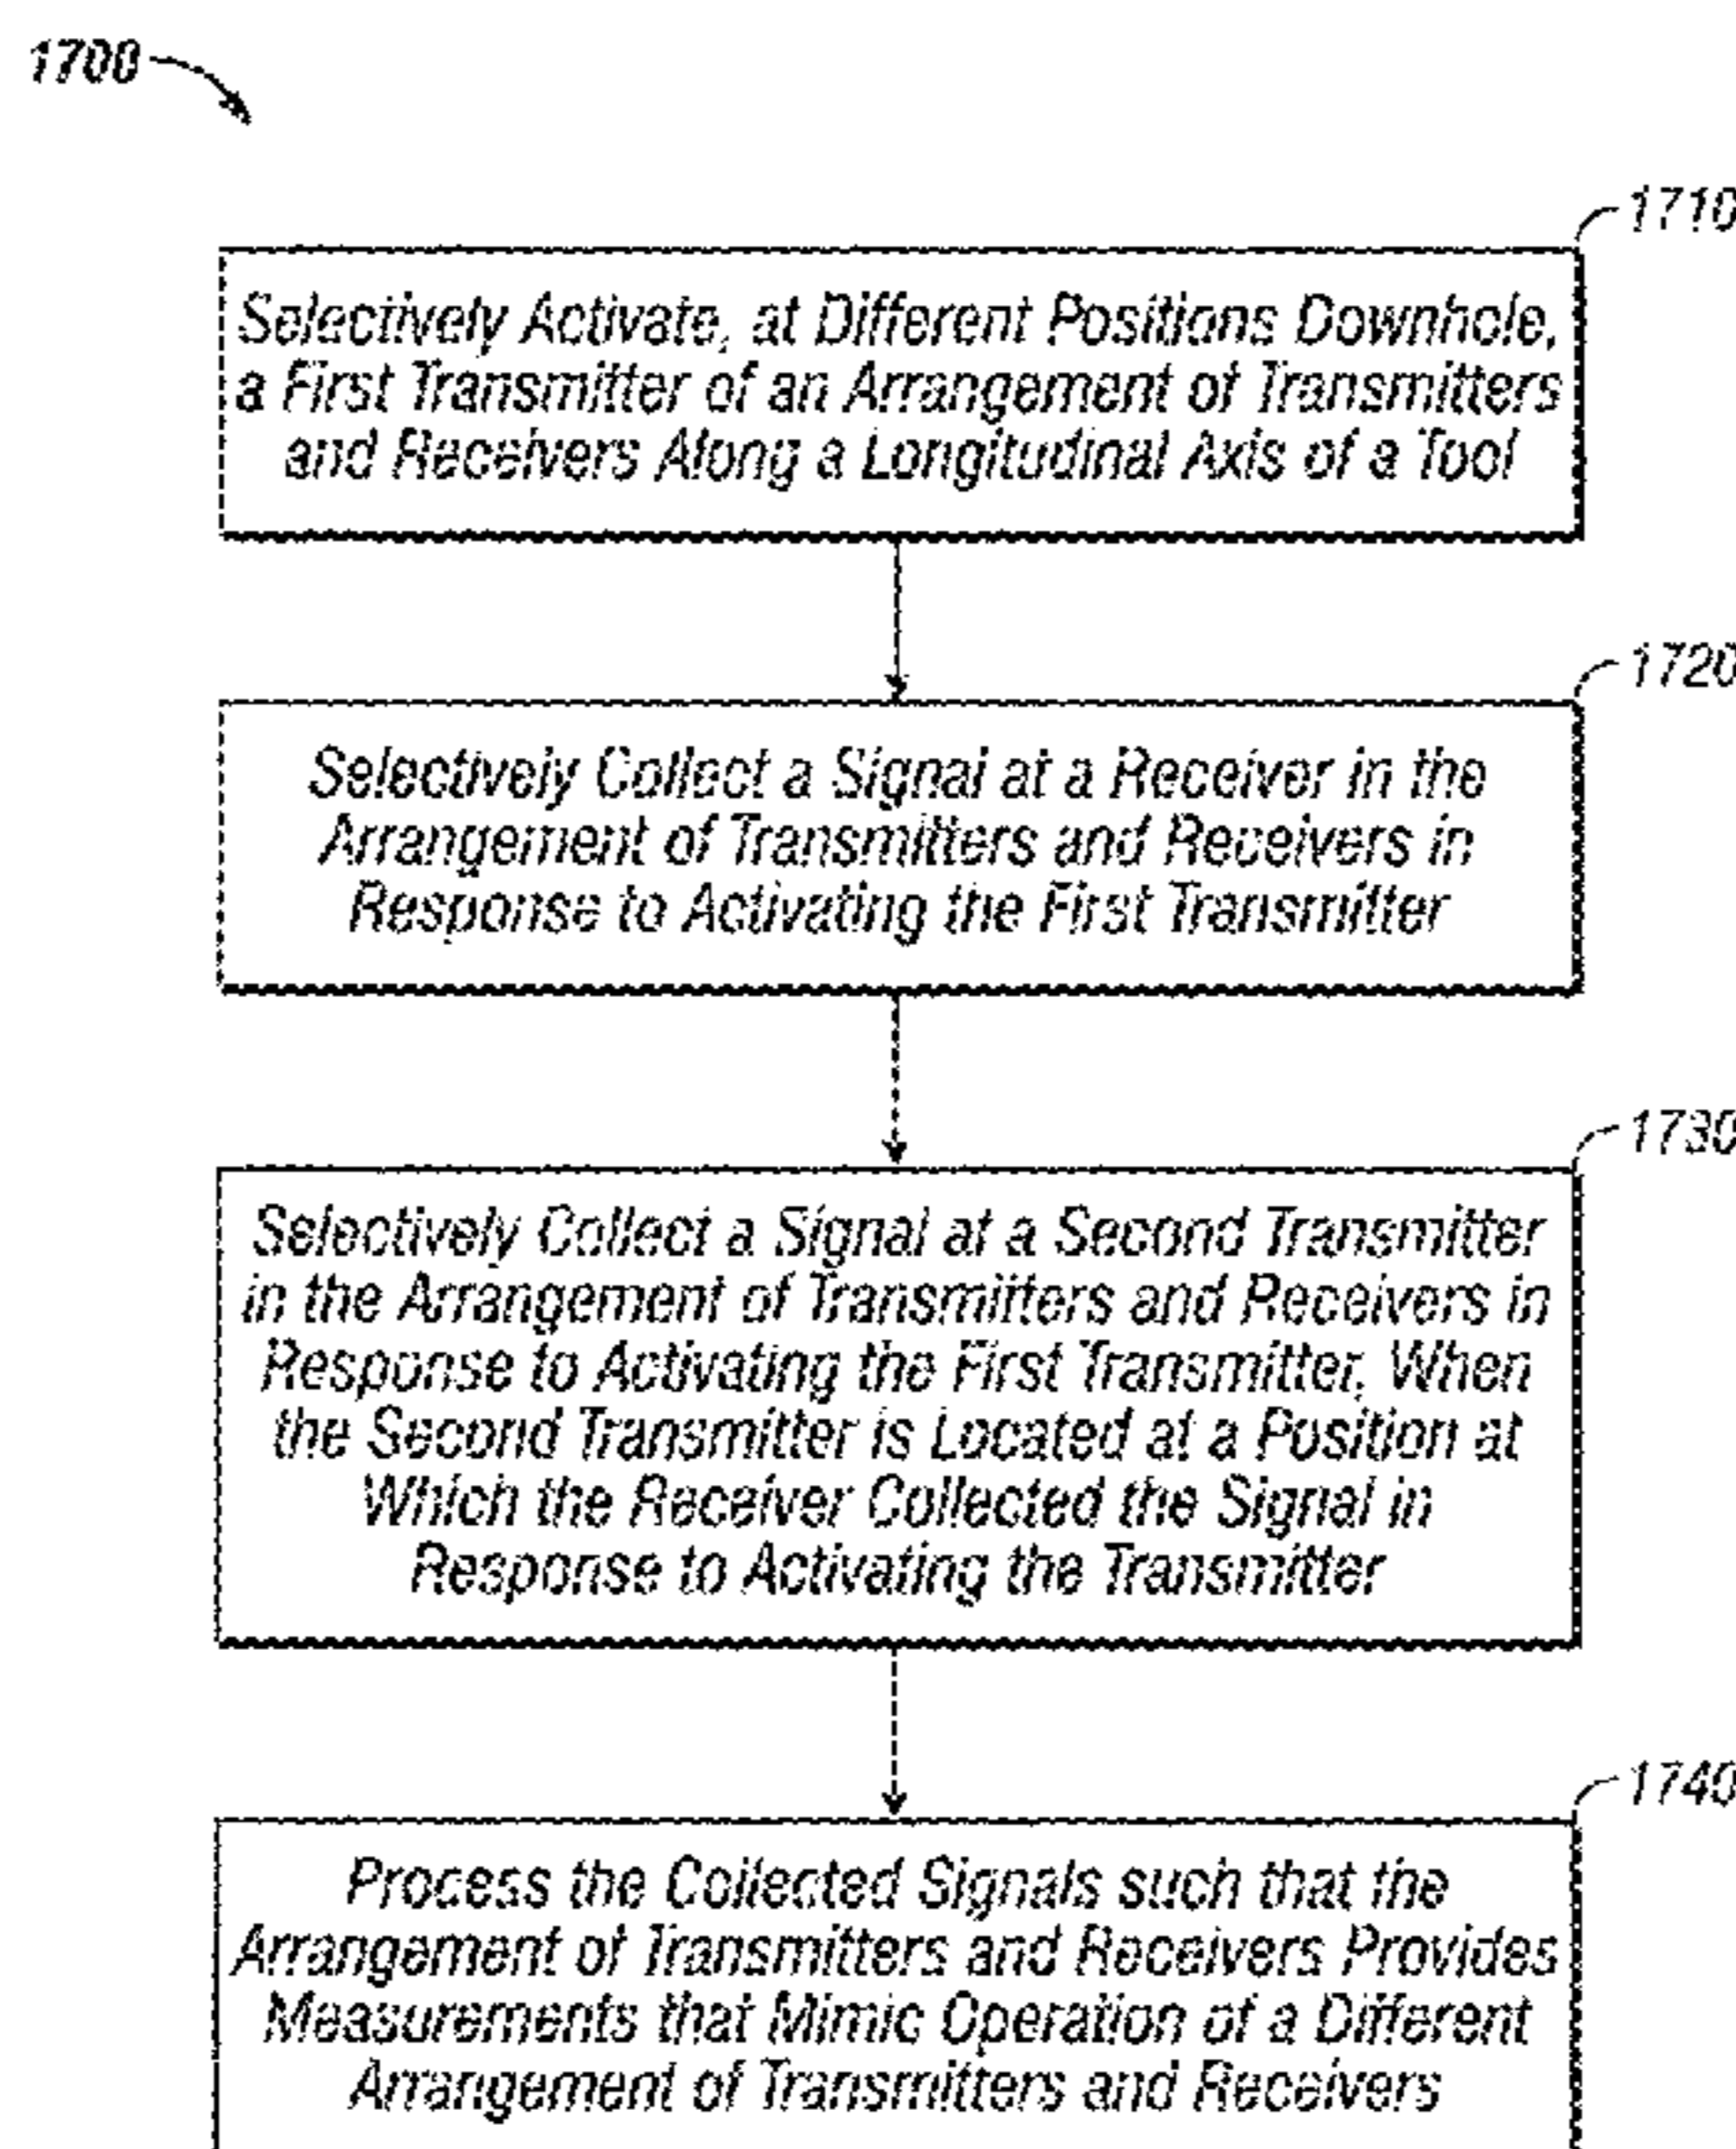 1700
1710
Selectively Activate, at Different Positions Downhole,
a First Transmitter of an Arrangement of Transmitters
and Receivers Along a Longitudinal Axis of a Tool
1720
Selectively Collect a Signal at a Receiver in the
Arrangement of Transmitters and Receivers in
Response to Activating the First Transmitter
1730
Selectively Collect a Signal at a Second Transmitter
in the Arrangement of Transmitters and Receivers in
Response to Activating the First Transmitter, When
the Second Transmitter is Located at a Position at
Which the Receiver Collected the Signal in
Response to Activating the Transmitter
1740
Process the Collected Signals such that the
Arrangement of Transmitters and Receivers Provides
Measurements that Mimic Operation of a Different
Arrangement of Transmitters and Receivers